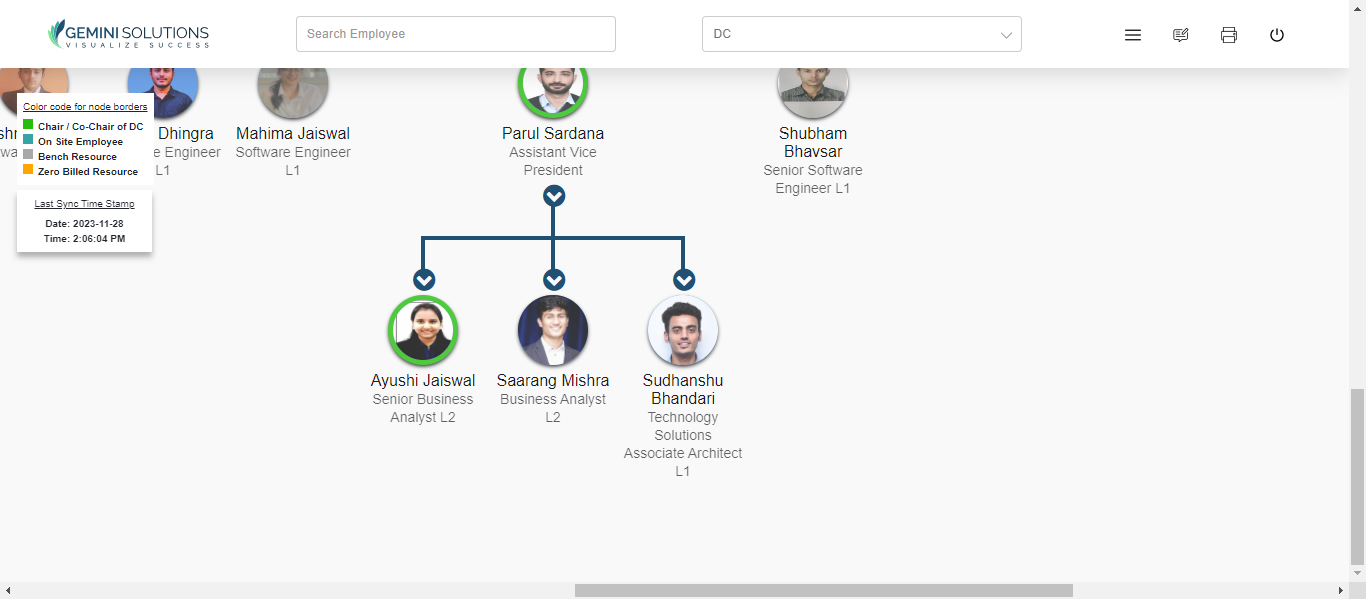 GEMINI SOLUTIONS
VISUALIZE SUCCESS
Search Employee
DC
Color code for node borders
Chair / Co-Chair of DC
On Site Employee
Bench Resource
Zero Billed Resource
Last Sync Time Stamp
Date: 2023-11-28
Time: 2:06:04 PM
Dhingra
Engineer
L1
Mahima Jaiswal
Software Engineer
L1
Parul Sardana
Assistant Vice
President
Shubham
Bhavsar
Senior Software
Engineer L1
Ayushi Jaiswal
Senior Business
Analyst L2
Saarang Mishra
Business Analyst
L2
Sudhanshu
Bhandari
Technology
Solutions
Associate Architect
L1